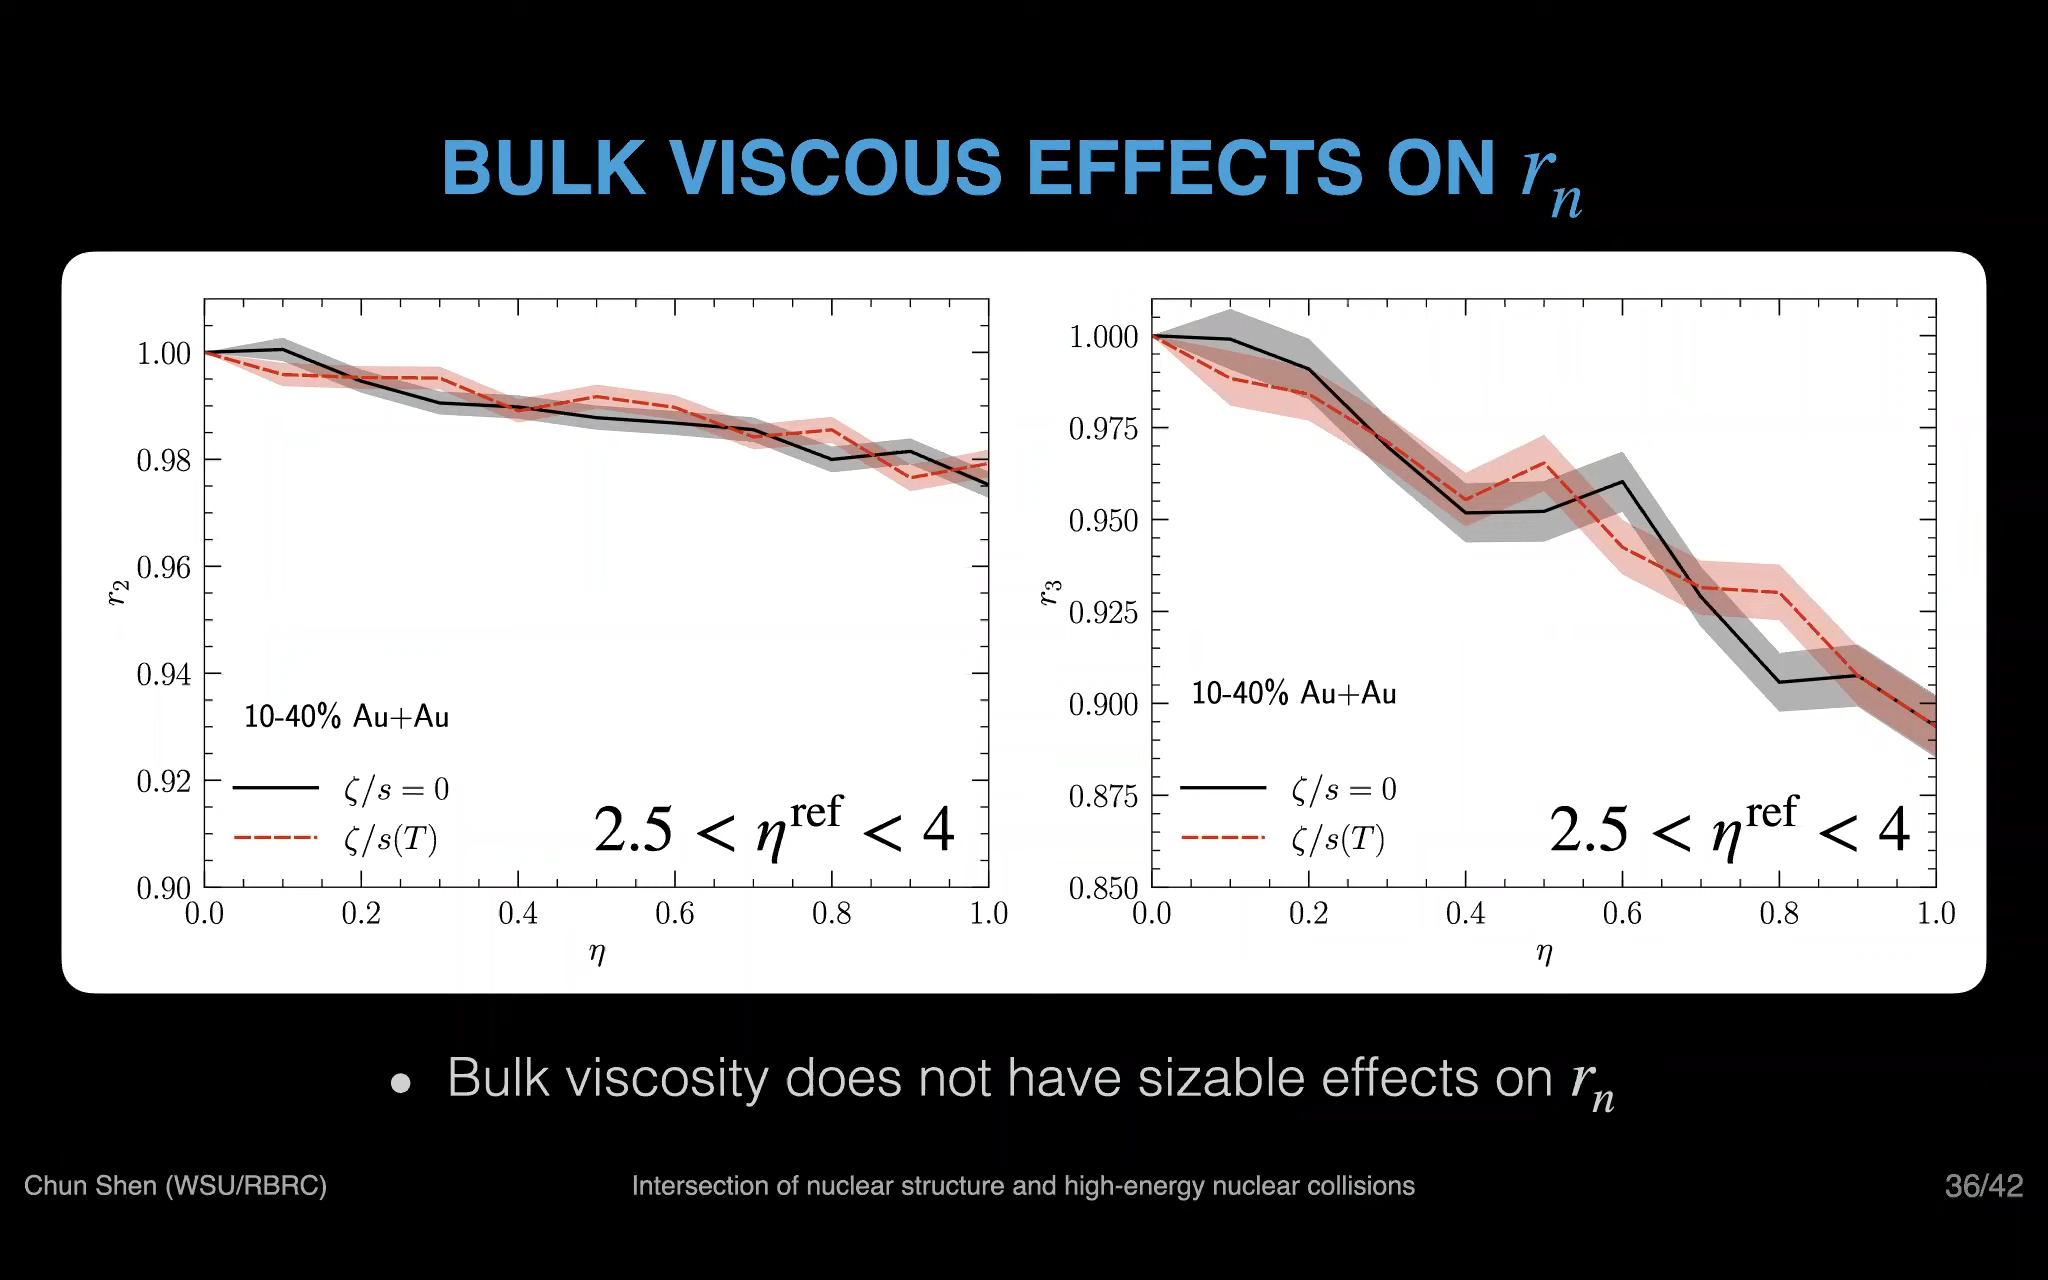 BULK VISCOUS EFFECTS ON rₙ
1.00
0.98
0.96
0.94
0.92
0.90
r₂
10-40% Au+Au
ζ/s = 0
ζ/s(T)
2.5 < η^ref < 4
0.0 0.2 0.4 0.6 0.8 1.0
η
1.000
0.975
0.950
0.925
0.900
0.875
0.850
r₃
10-40% Au+Au
ζ/s = 0
ζ/s(T)
2.5 < η^ref < 4
0.0 0.2 0.4 0.6 0.8 1.0
η
• Bulk viscosity does not have sizable effects on rₙ
Chun Shen (WSU/RBRC)
Intersection of nuclear structure and high-energy nuclear collisions
36/42